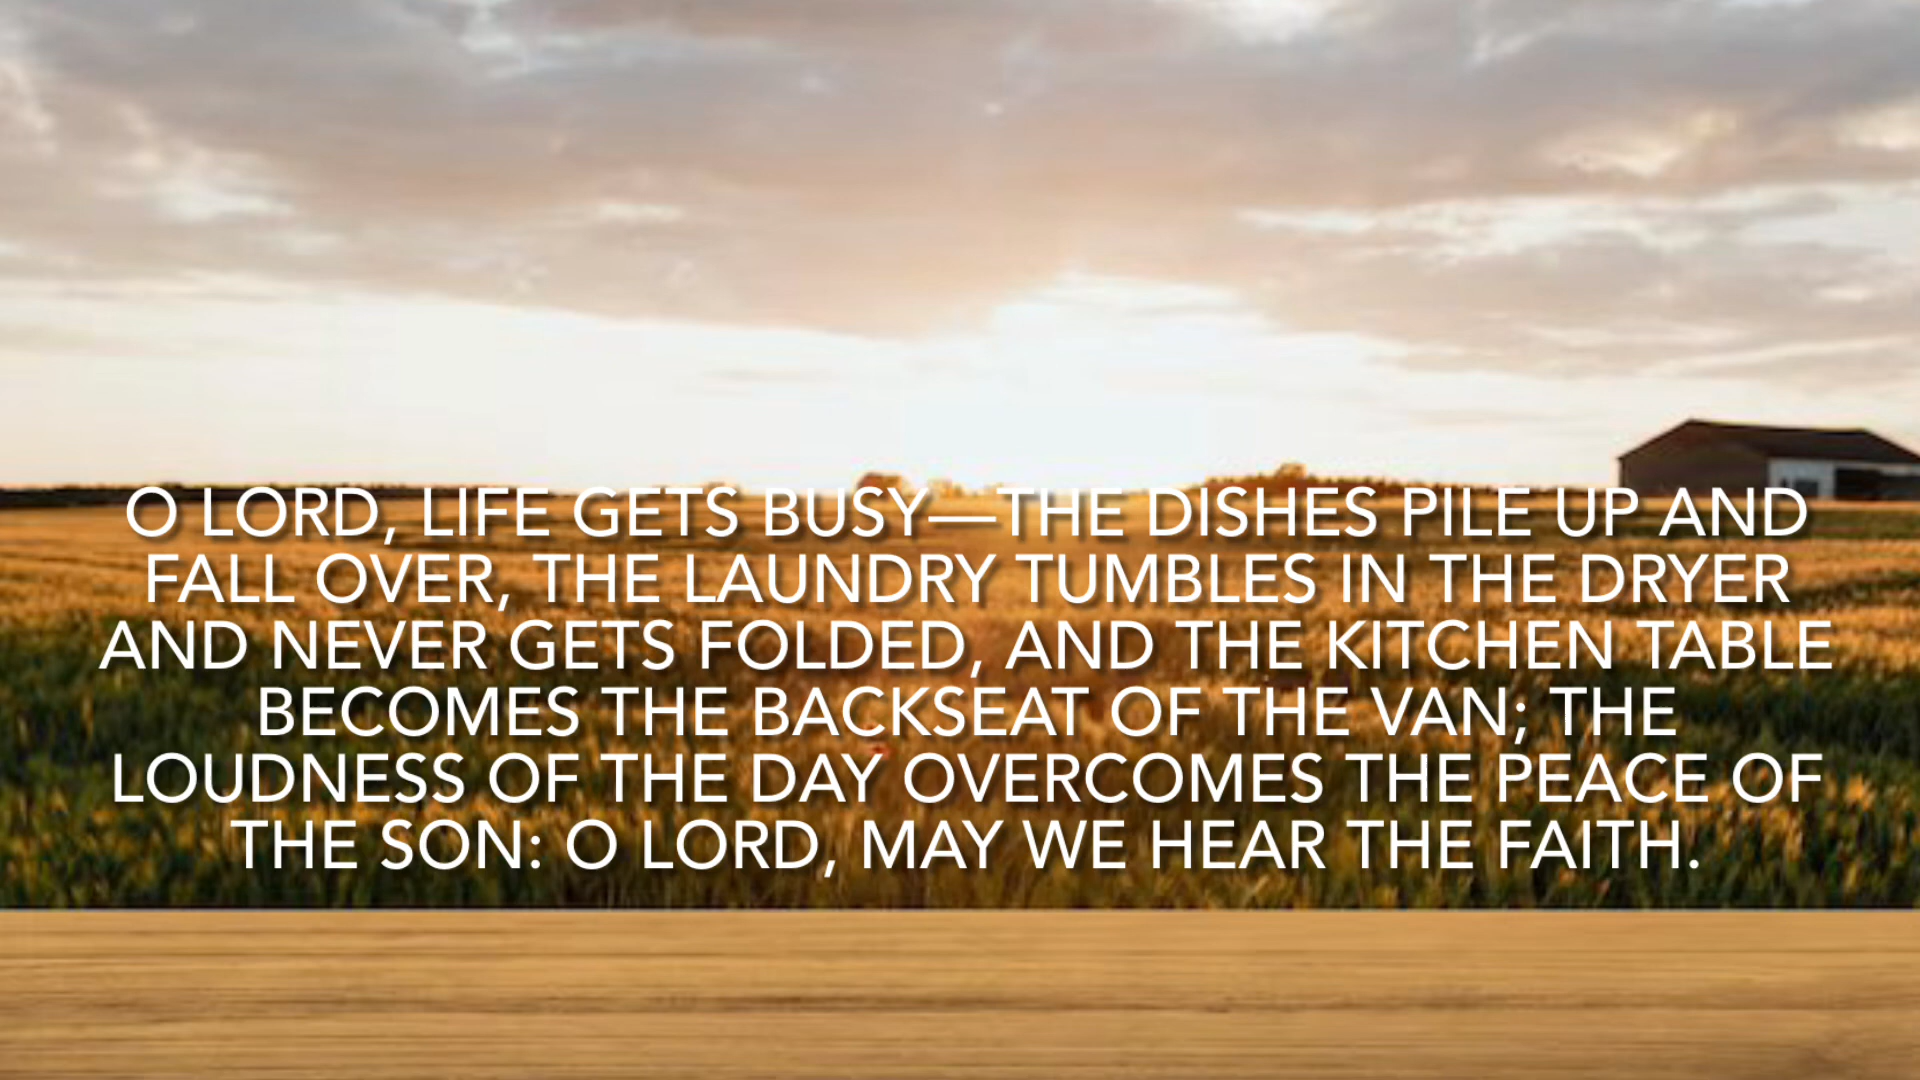 O LORD, LIFE GETS BUSY—THE DISHES PILE UP AND
FALL OVER, THE LAUNDRY TUMBLES IN THE DRYER
AND NEVER GETS FOLDED, AND THE KITCHEN TABLE
BECOMES THE BACKSEAT OF THE VAN; THE
LOUDNESS OF THE DAY OVERCOMES THE PEACE OF
THE SON: O LORD, MAY WE HEAR THE FAITH.